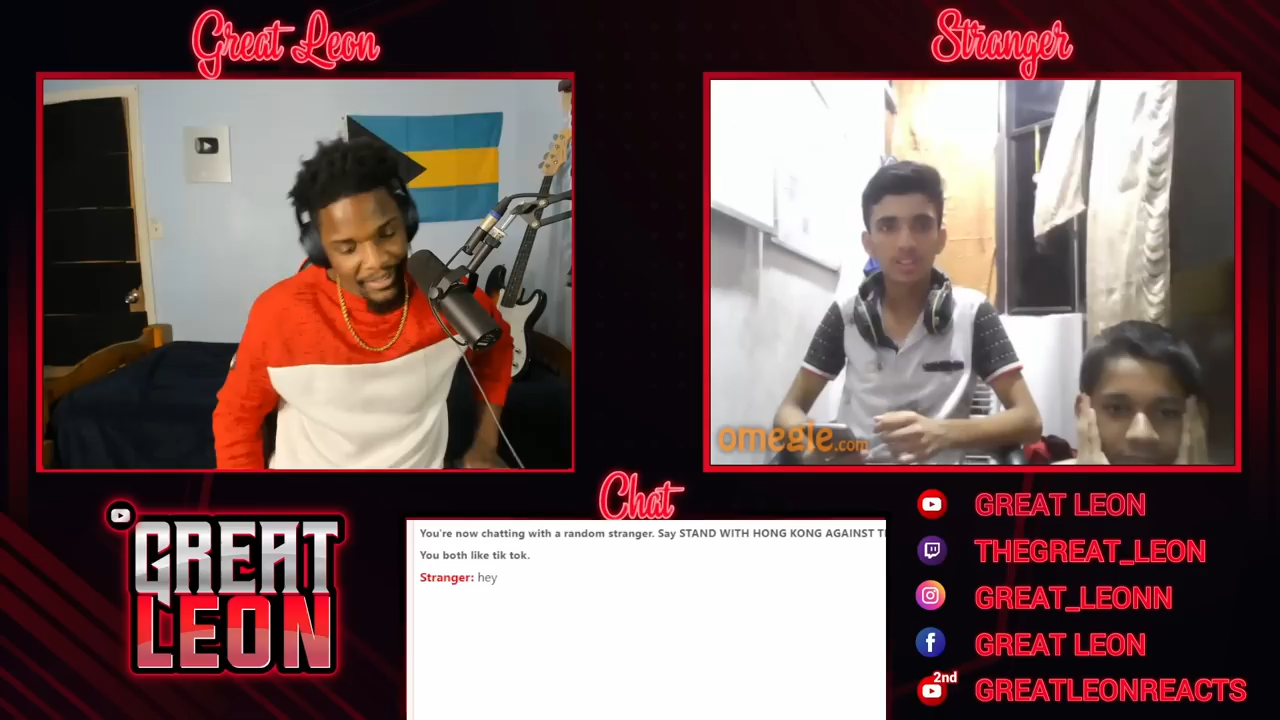 Great Leon
Stranger
omegle.com
Chat
You're now chatting with a random stranger. Say STAND WITH HONG KONG AGAINST T
You both like tik tok.
Stranger: hey
GREAT
LEON
GREAT LEON
THEGREAT_LEON
GREAT_LEONN
GREAT LEON
2nd
GREATLEONREACTS